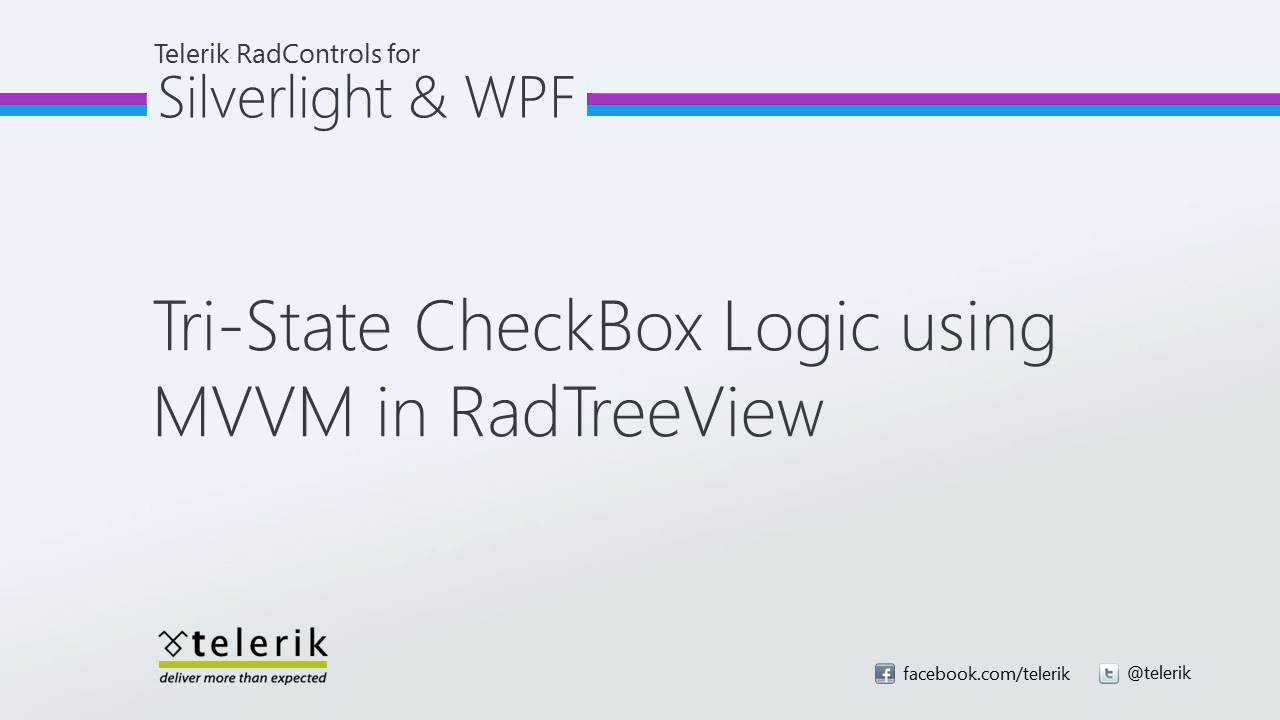 Telerik RadControls for
Silverlight & WPF
Tri-State CheckBox Logic using
MVVM in RadTreeView
telerik
deliver more than expected
facebook.com/telerik
@telerik